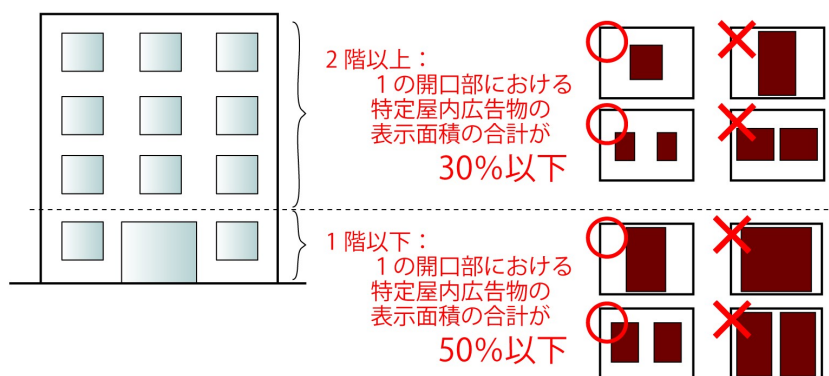 2階以上：
１の開口部における
特定屋内広告物の
表示面積の合計が
30％以下
1階以下：
１の開口部における
特定屋内広告物の
表示面積の合計が
50％以下